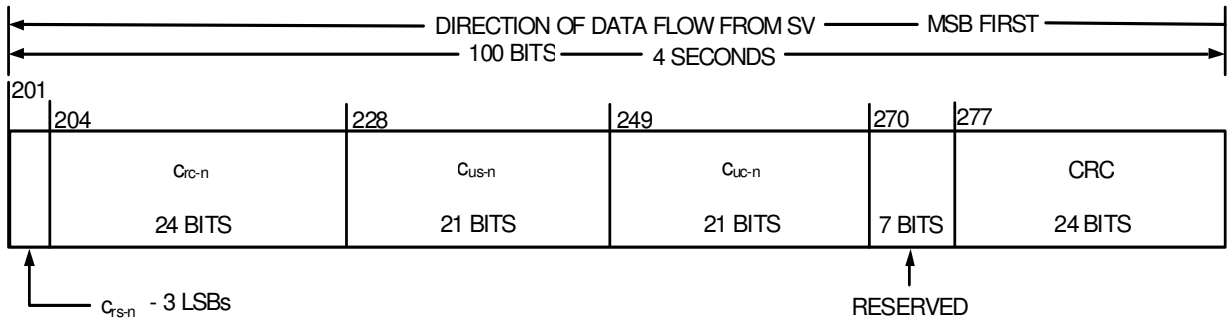 DIRECTION OF DATA FLOW FROM SV MSB FIRST
100 BITS 4 SECONDS
201
204 228 249 270 277
Crc-n Cus-n Cuc-n CRC
24 BITS 21 BITS 21 BITS 7 BITS 24 BITS
crs-n - 3 LSBs RESERVED